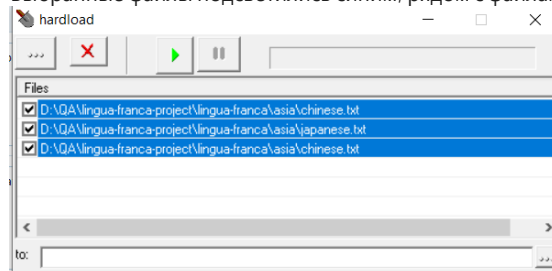 hardload
...
Files
D:\QA\lingua-franca-project\lingua-franca\asia\chinese.txt
D:\QA\lingua-franca-project\lingua-franca\asia\japanese.txt
D:\QA\lingua-franca-project\lingua-franca\asia\chinese.txt
to:
...